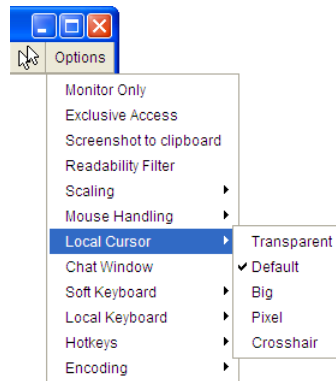 Options
Monitor Only
Exclusive Access
Screenshot to clipboard
Readability Filter
Scaling
Mouse Handling
Local Cursor
Chat Window
Soft Keyboard
Local Keyboard
Hotkeys
Encoding
Transparent
Default
Big
Pixel
Crosshair